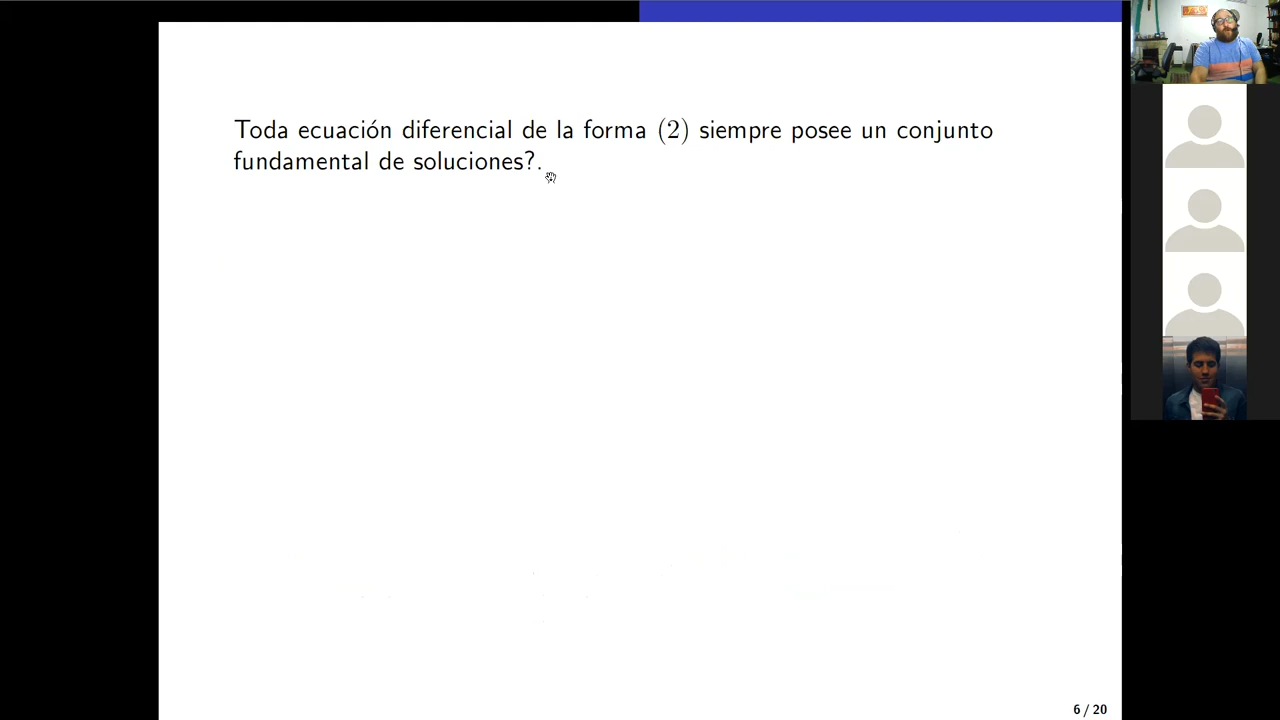 Toda ecuación diferencial de la forma (2) siempre posee un conjunto
fundamental de soluciones?.
6 / 20